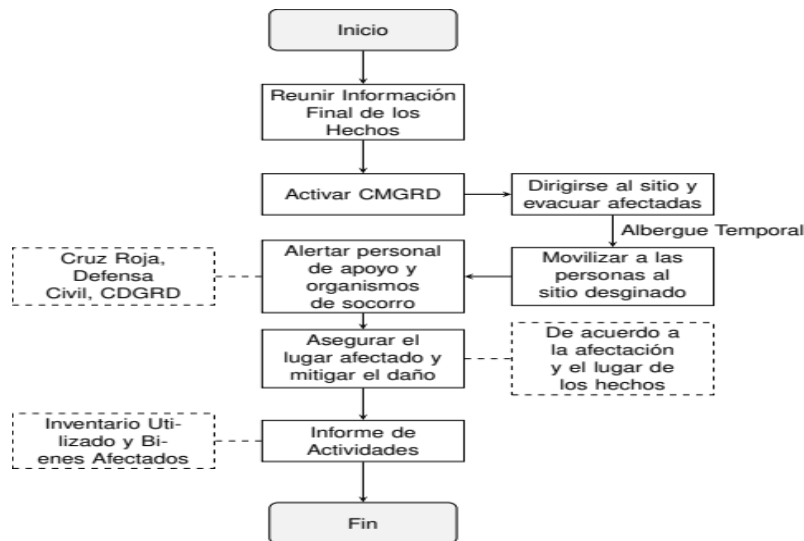 Inicio
Reunir Información
Final de los
Hechos
Activar CMGRD
Dirigirse al sitio y
evacuar afectadas
Albergue Temporal
Movilizar a las
personas al
sitio desginado
Alertar personal
de apoyo y
organismos
de socorro
Cruz Roja,
Defensa
Civil, CDGRD
Asegurar el
lugar afectado y
mitigar el daño
De acuerdo a
la afectación
y el lugar de
los hechos
Informe de
Actividades
Inventario Uti-
lizado y Bi-
enes Afectados
Fin